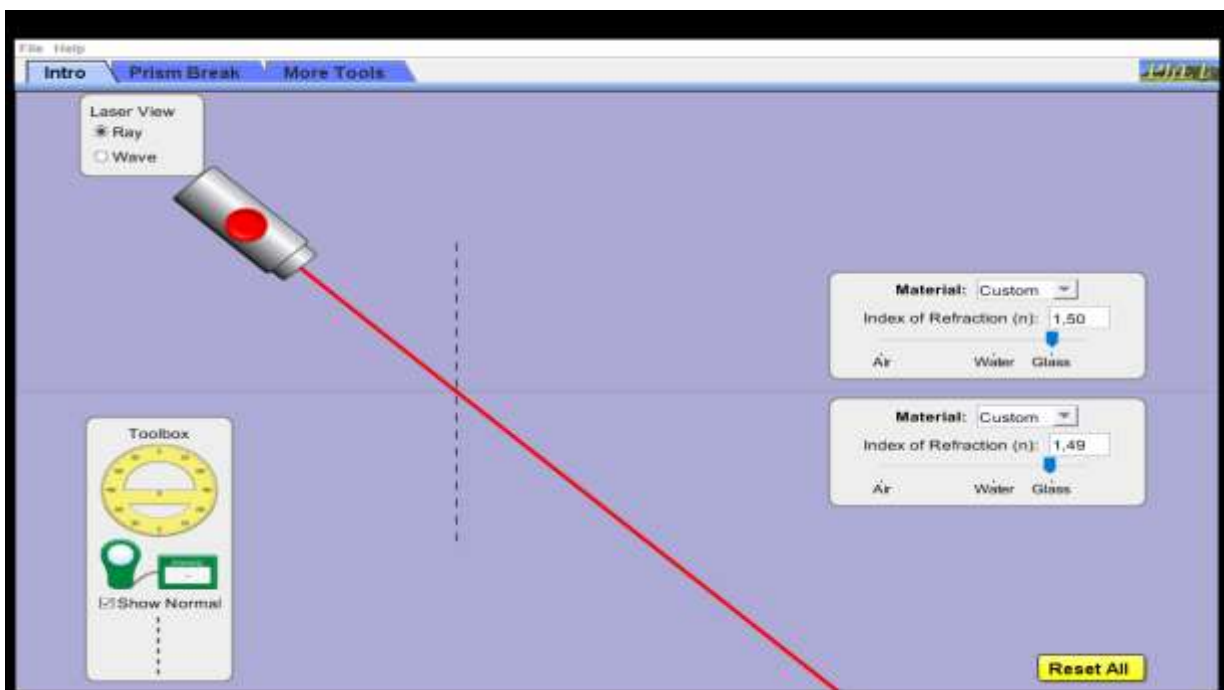 File Help
Intro Prism Break More Tools
Laser View
Ray
Wave
Material: Custom
Index of Refraction (n): 1,50
Air Water Glass
Material: Custom
Index of Refraction (n): 1,49
Air Water Glass
Toolbox
Show Normal
Reset All